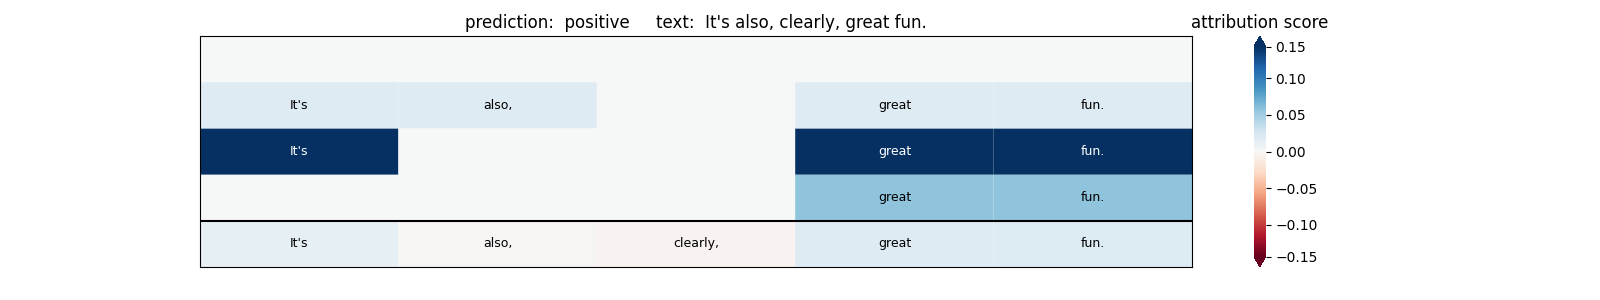 prediction:  positive     text:  It's also, clearly, great fun.
attribution score
It's also, great fun.
It's great fun.
great fun.
It's also, clearly, great fun.
0.15
0.10
0.05
0.00
−0.05
−0.10
−0.15